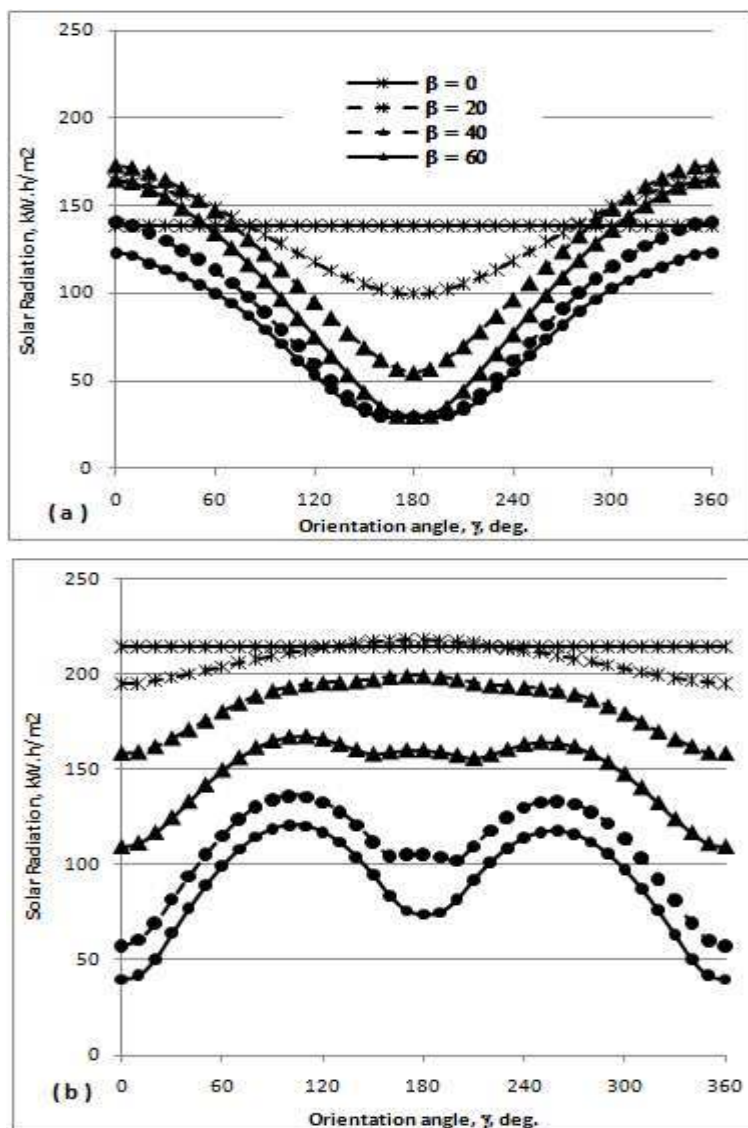 250
200
150
100
50
0
Solar Radiation, kW.h/m2
β = 0
β = 20
β = 40
β = 60
0 60 120 180 240 300 360
( a )
Orientation angle, γ, deg.
250
200
150
100
50
0
Solar Radiation, kW.h/m2
0 60 120 180 240 300 360
( b )
Orientation angle, γ, deg.